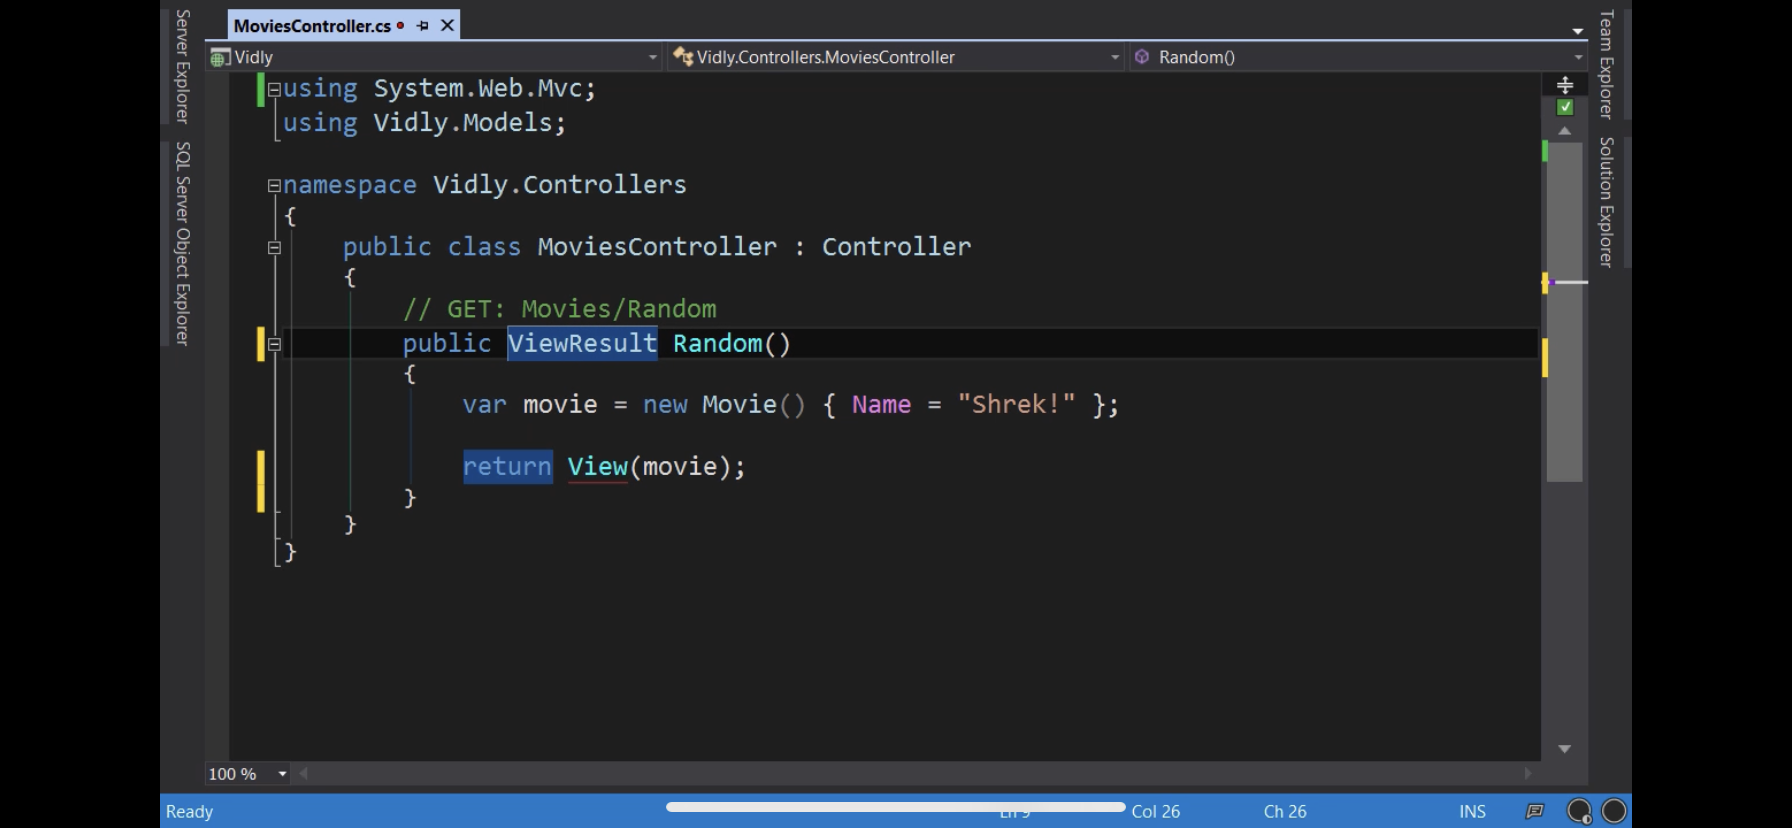 MoviesController.cs
Vidly
Vidly.Controllers.MoviesController
Random()
Server Explorer
SQL Server Object Explorer
Team Explorer
Solution Explorer
using System.Web.Mvc;
using Vidly.Models;
namespace Vidly.Controllers
{
public class MoviesController : Controller
{
// GET: Movies/Random
public ViewResult Random()
{
var movie = new Movie() { Name = "Shrek!" };
return View(movie);
}
}
}
100 %
Ready
Ln 9
Col 26
Ch 26
INS